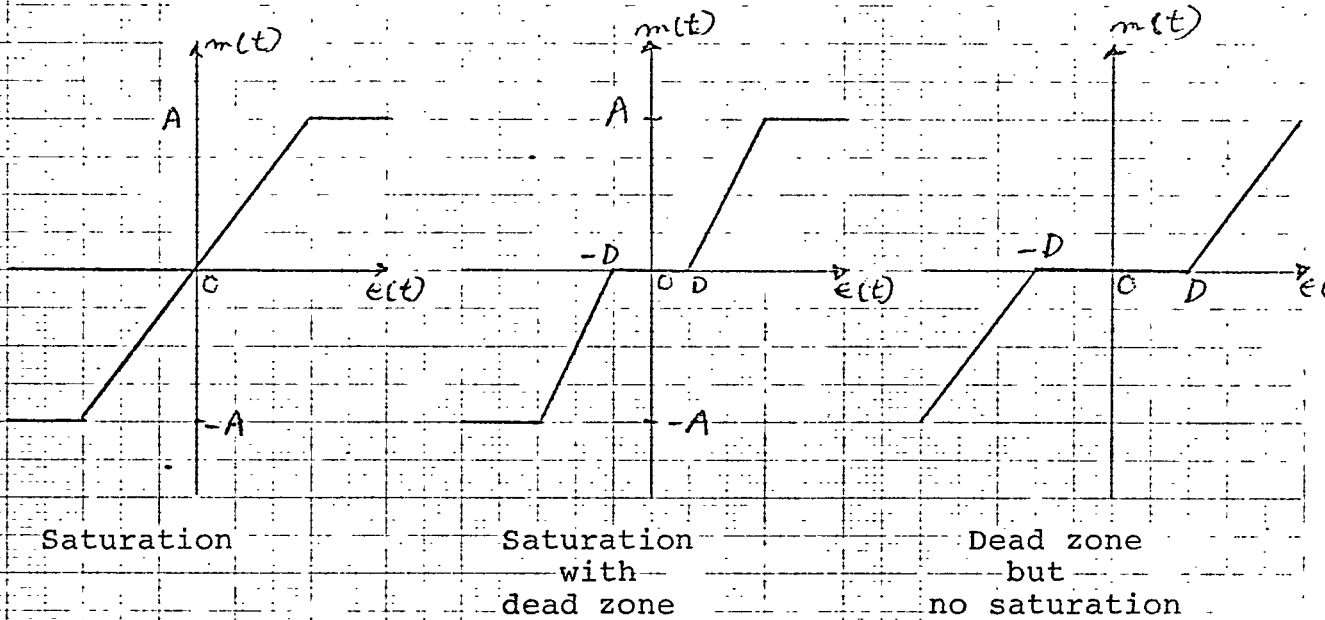 m(t)
A
O
ε(t)
-A
Saturation
m(t)
A
-D
O
D
ε(t)
-A
Saturation
with
dead zone
m(t)
-D
O
D
ε(
Dead zone
but
no saturation